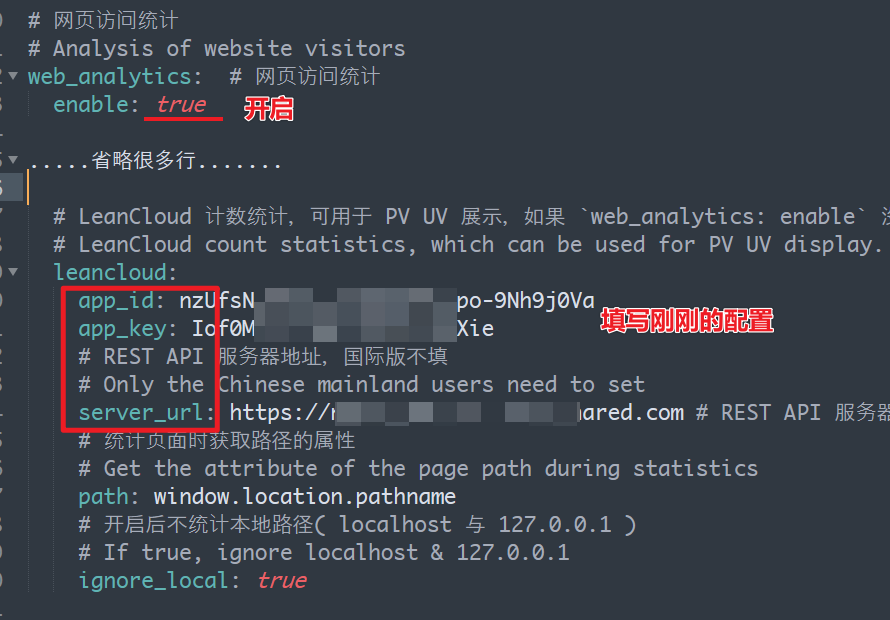 # 网页访问统计
# Analysis of website visitors
web_analytics:  # 网页访问统计
enable: true 开启
.....省略很多行.......
# LeanCloud 计数统计, 可用于 PV UV 展示, 如果 `web_analytics: enable`
# LeanCloud count statistics, which can be used for PV UV display.
leancloud:
app_id: nzUfsN po-9Nh9j0Va
填写刚刚的配置
app_key: Iof0M Xie
# REST API 服务器地址, 国际版不填
# Only the Chinese mainland users need to set
server_url: https:// ared.com # REST API 服务器
# 统计页面时获取路径的属性
# Get the attribute of the page path during statistics
path: window.location.pathname
# 开启后不统计本地路径( localhost 与 127.0.0.1 )
# If true, ignore localhost & 127.0.0.1
ignore_local: true